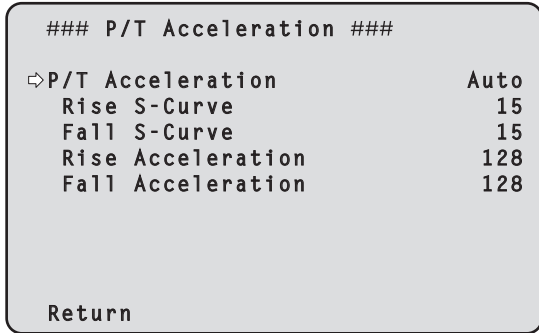 ### P/T Acceleration ###
⇨P/T Acceleration Auto
Rise S-Curve 15
Fall S-Curve 15
Rise Acceleration 128
Fall Acceleration 128
Return